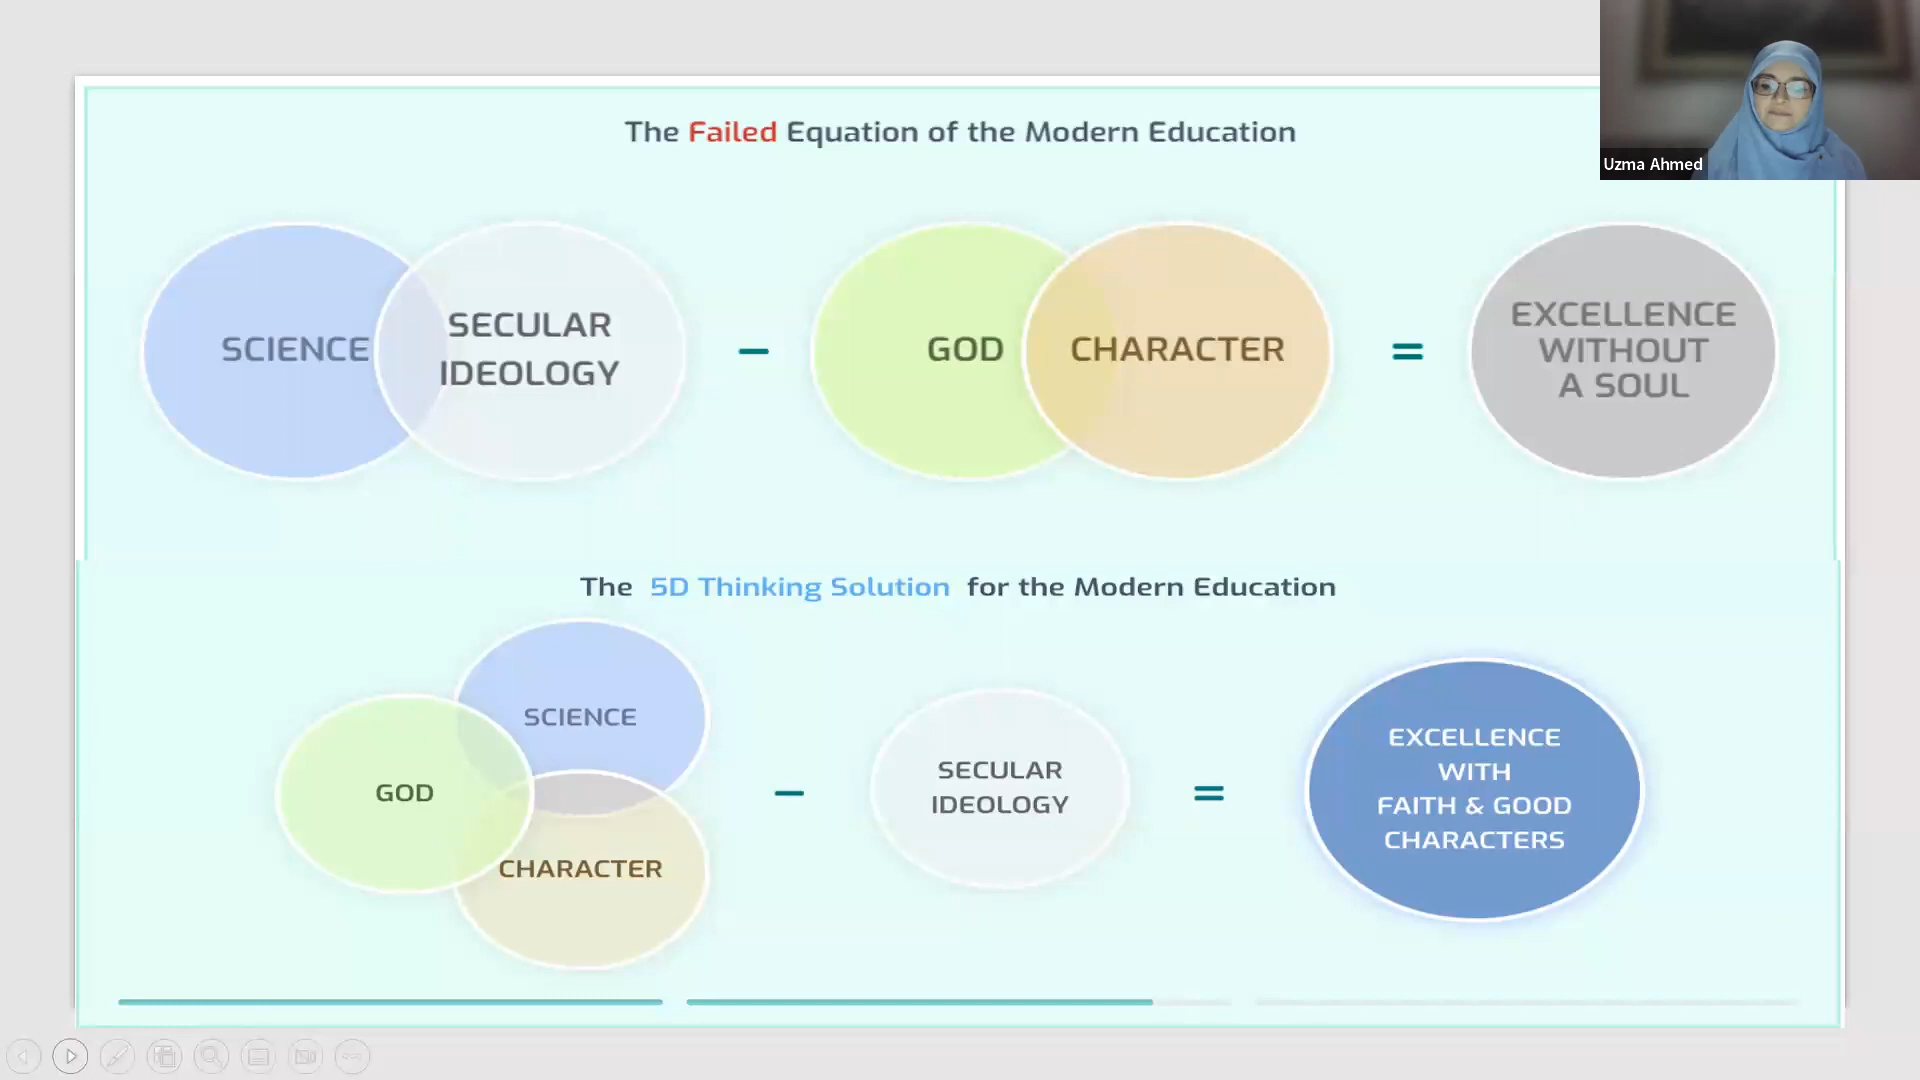 The Failed Equation of the Modern Education
Uzma Ahmed
SCIENCE
SECULAR
IDEOLOGY
–
GOD
CHARACTER
=
EXCELLENCE
WITHOUT
A SOUL
The 5D Thinking Solution for the Modern Education
GOD
SCIENCE
CHARACTER
–
SECULAR
IDEOLOGY
=
EXCELLENCE
WITH
FAITH & GOOD
CHARACTERS